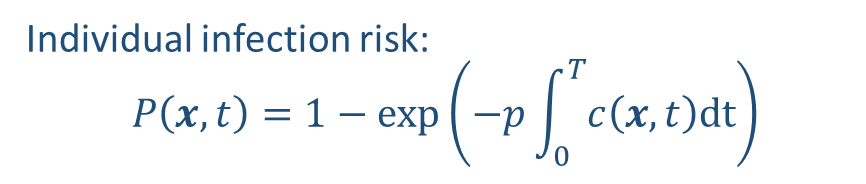 Individual infection risk:
P(x, t) = 1 − exp(−p ∫₀ᵀ c(x, t)dt)